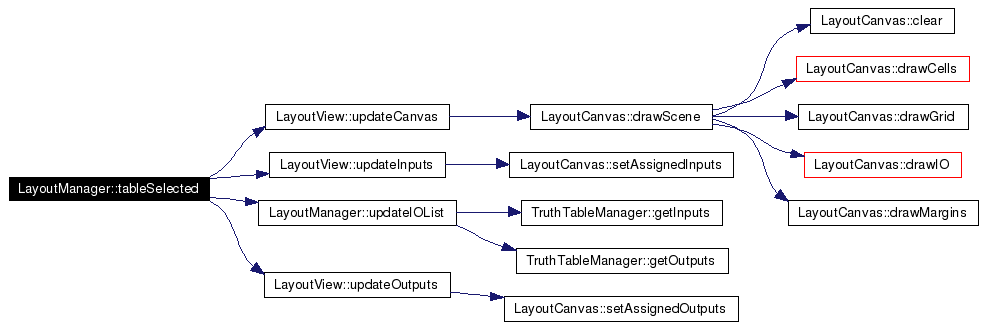 LayoutManager::tableSelected
LayoutView::updateCanvas
LayoutCanvas::drawScene
LayoutCanvas::clear
LayoutCanvas::drawCells
LayoutCanvas::drawGrid
LayoutCanvas::drawIO
LayoutCanvas::drawMargins
LayoutView::updateInputs
LayoutCanvas::setAssignedInputs
LayoutManager::updateIOList
TruthTableManager::getInputs
TruthTableManager::getOutputs
LayoutView::updateOutputs
LayoutCanvas::setAssignedOutputs